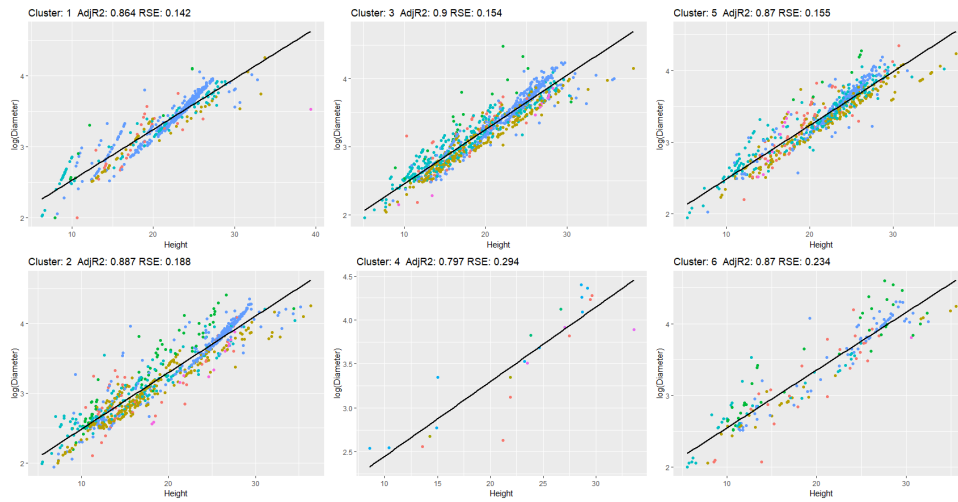 Cluster: 1 AdjR2: 0.864 RSE: 0.142
log(Diameter)
4
3
2
10
20
30
40
Height
Cluster: 3 AdjR2: 0.9 RSE: 0.154
log(Diameter)
4
3
2
10
20
30
Height
Cluster: 5 AdjR2: 0.87 RSE: 0.155
log(Diameter)
4
3
2
10
20
30
Height
Cluster: 2 AdjR2: 0.887 RSE: 0.188
log(Diameter)
4
3
2
10
20
30
Height
Cluster: 4 AdjR2: 0.797 RSE: 0.294
log(Diameter)
4.5
4.0
3.5
3.0
2.5
10
15
20
25
30
Height
Cluster: 6 AdjR2: 0.87 RSE: 0.234
log(Diameter)
4
3
2
10
20
30
Height